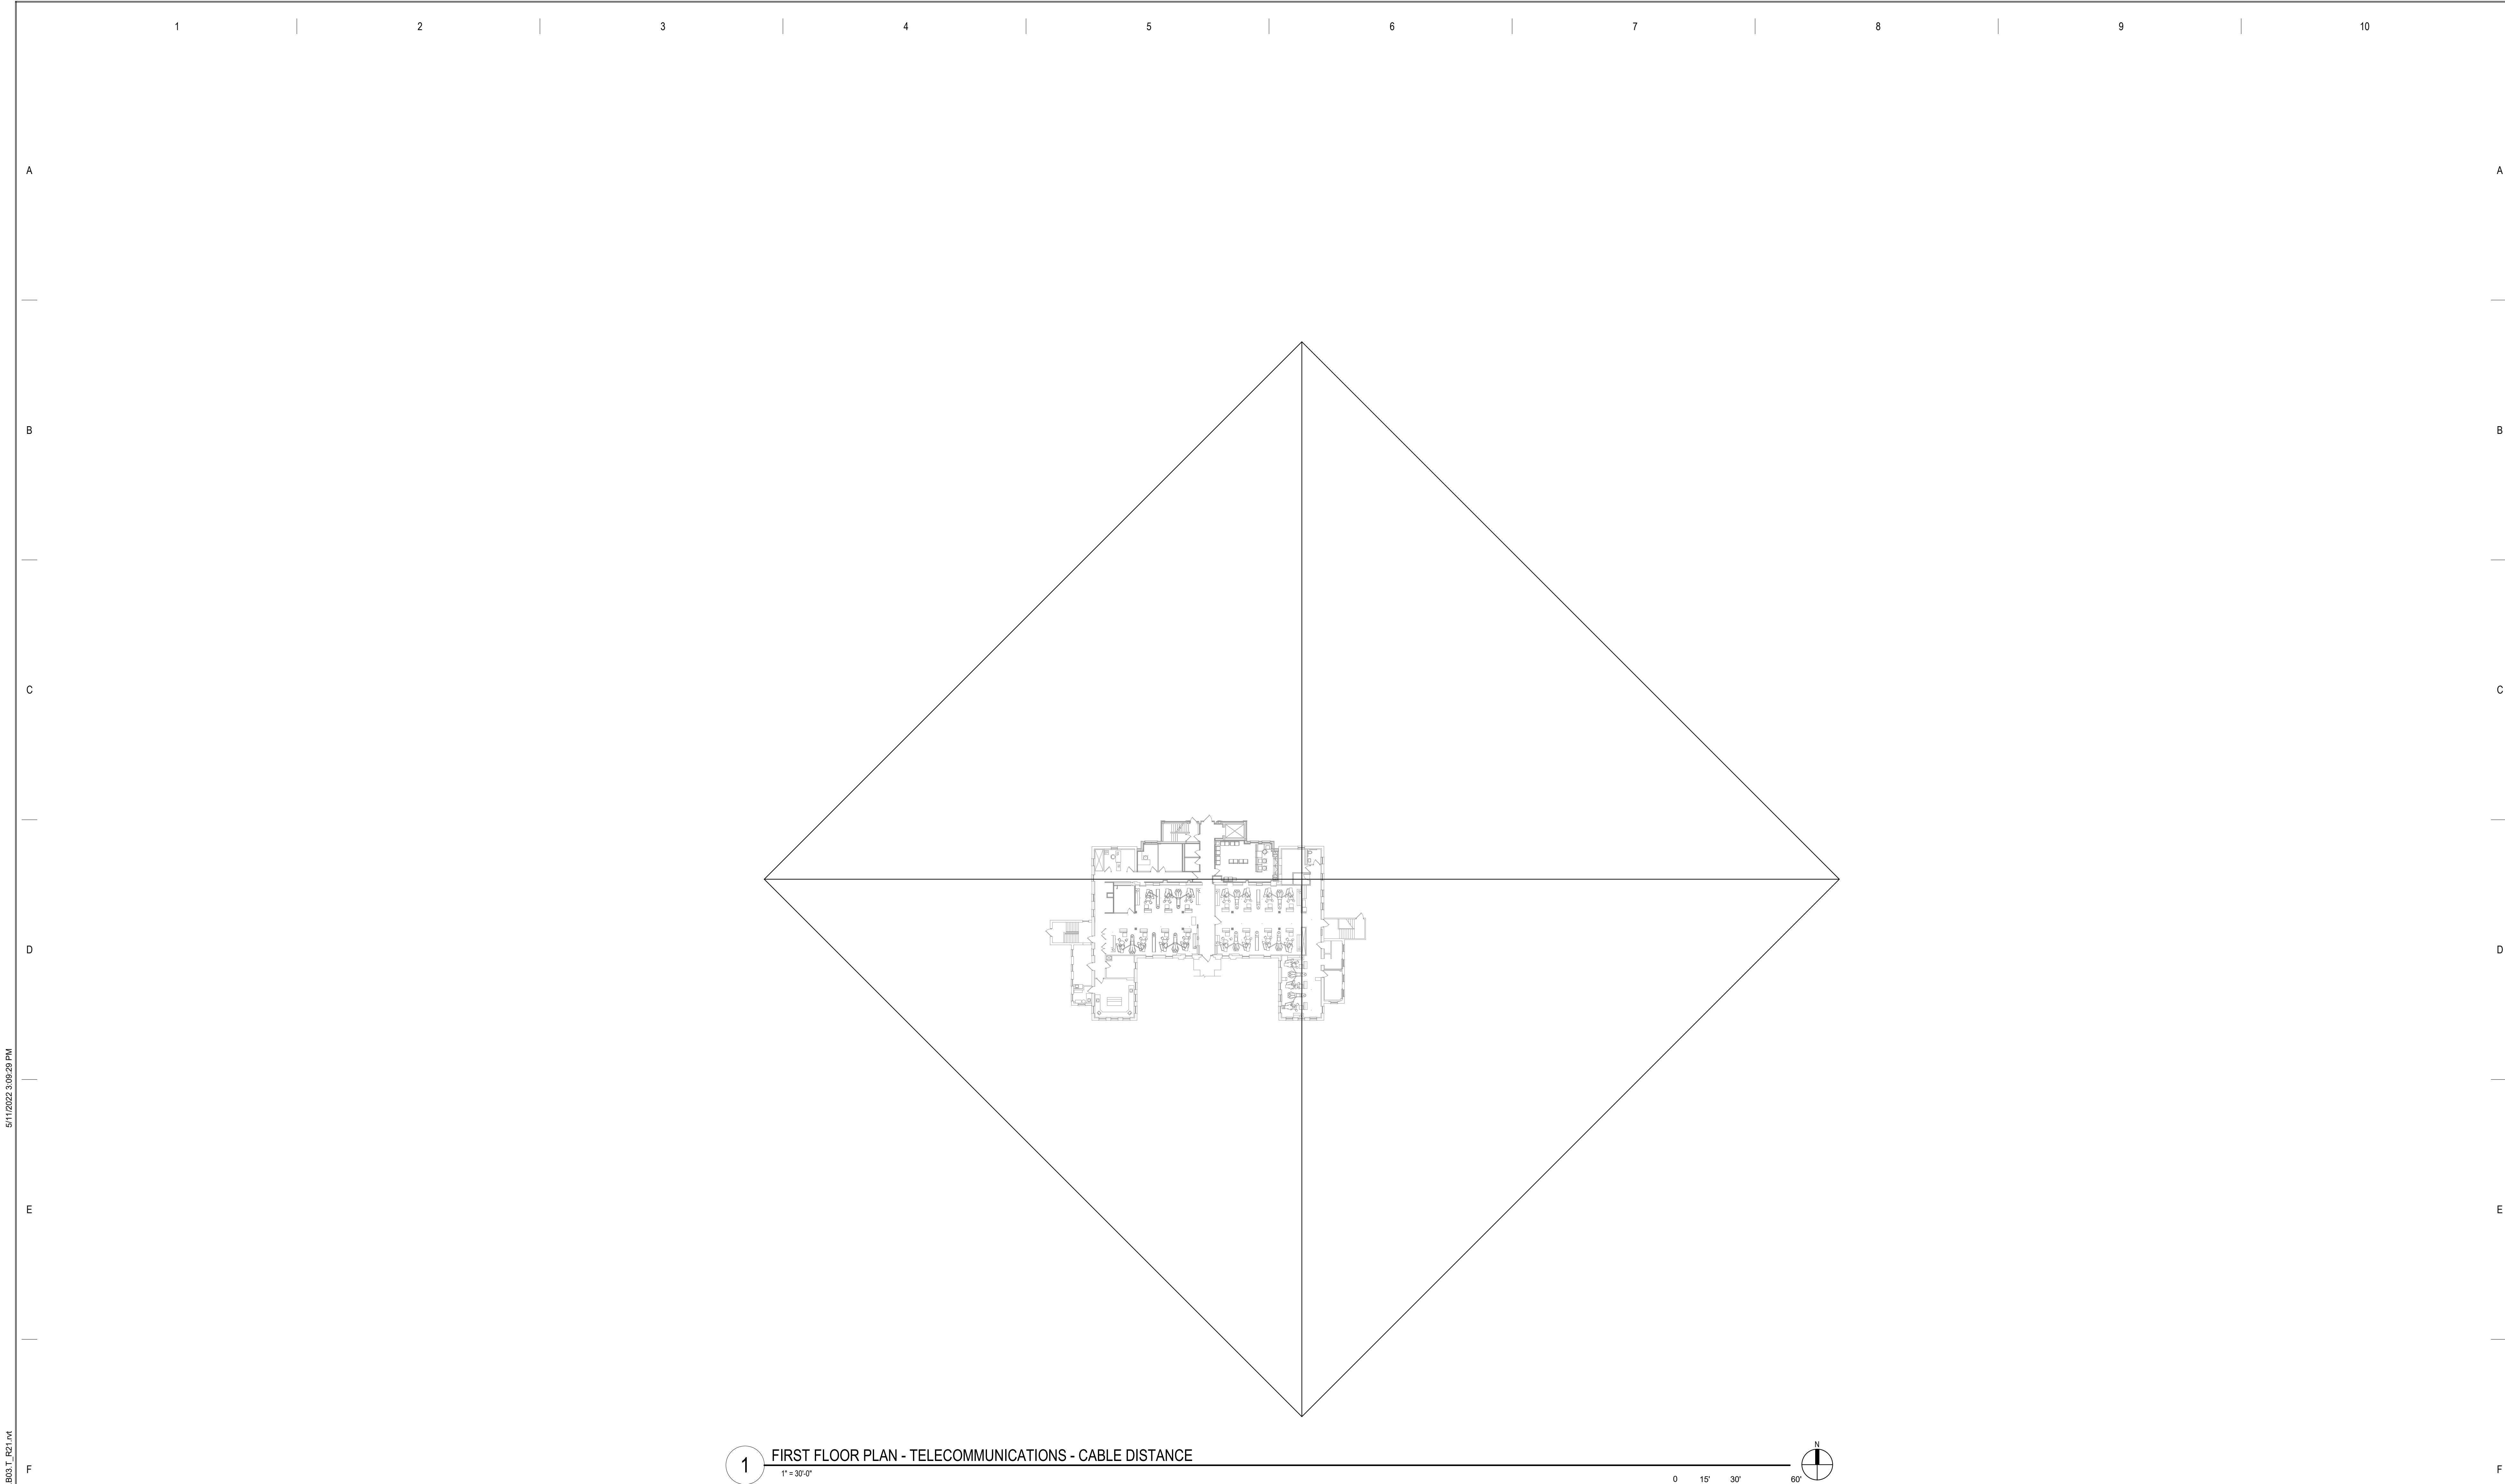 1 2 3 4 5 6 7 8 9 10
A A
B B
C C
D D
E E
F F
5/11/2022 3:09:29 PM
B03.T_R21.rvt
1 FIRST FLOOR PLAN - TELECOMMUNICATIONS - CABLE DISTANCE
1" = 30'-0"
0 15' 30' 60'
N